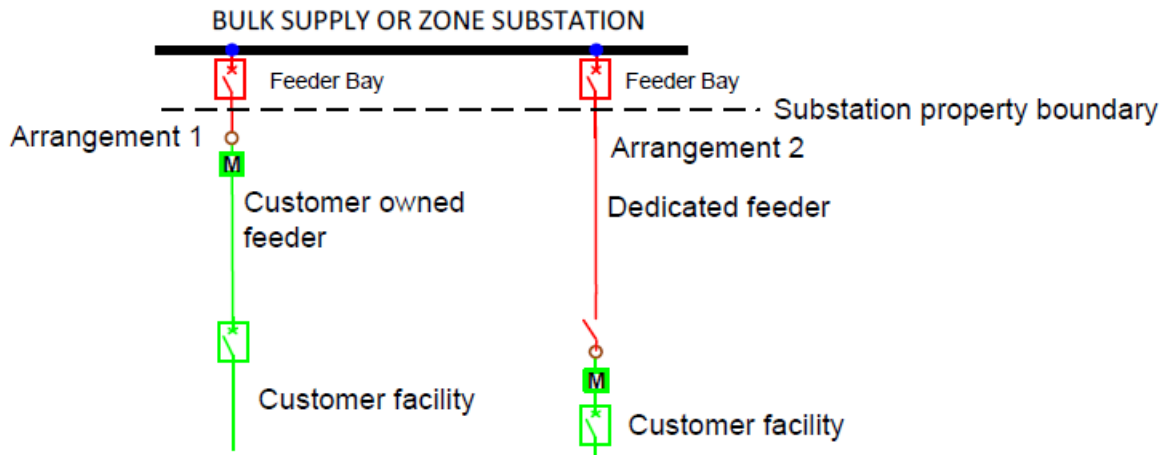 BULK SUPPLY OR ZONE SUBSTATION
Feeder Bay
Feeder Bay
Substation property boundary
Arrangement 1
Arrangement 2
M
Customer owned
feeder
Dedicated feeder
M
Customer facility
Customer facility